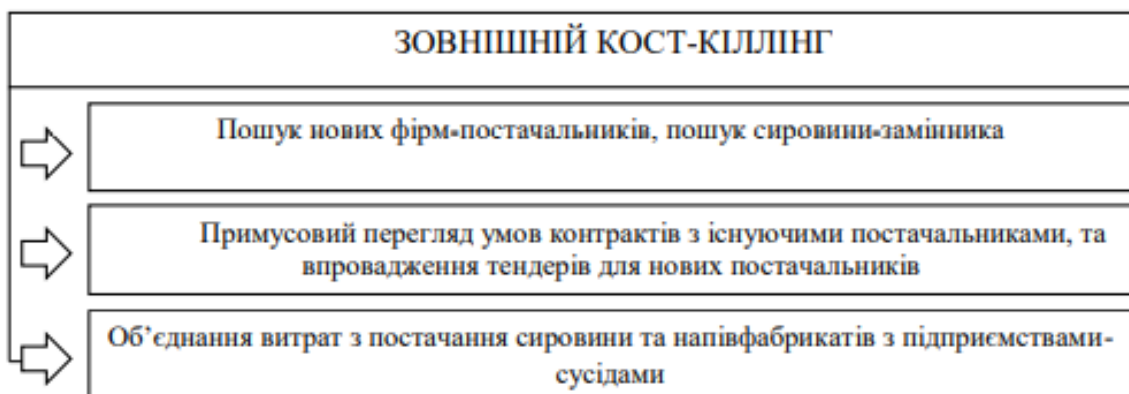 ЗОВНІШНІЙ КОСТ-КІЛЛІНГ
Пошук нових фірм-постачальників, пошук сировини-замінника
Примусовий перегляд умов контрактів з існуючими постачальниками, та
впровадження тендерів для нових постачальників
Об’єднання витрат з постачання сировини та напівфабрикатів з підприємствами-
сусідами